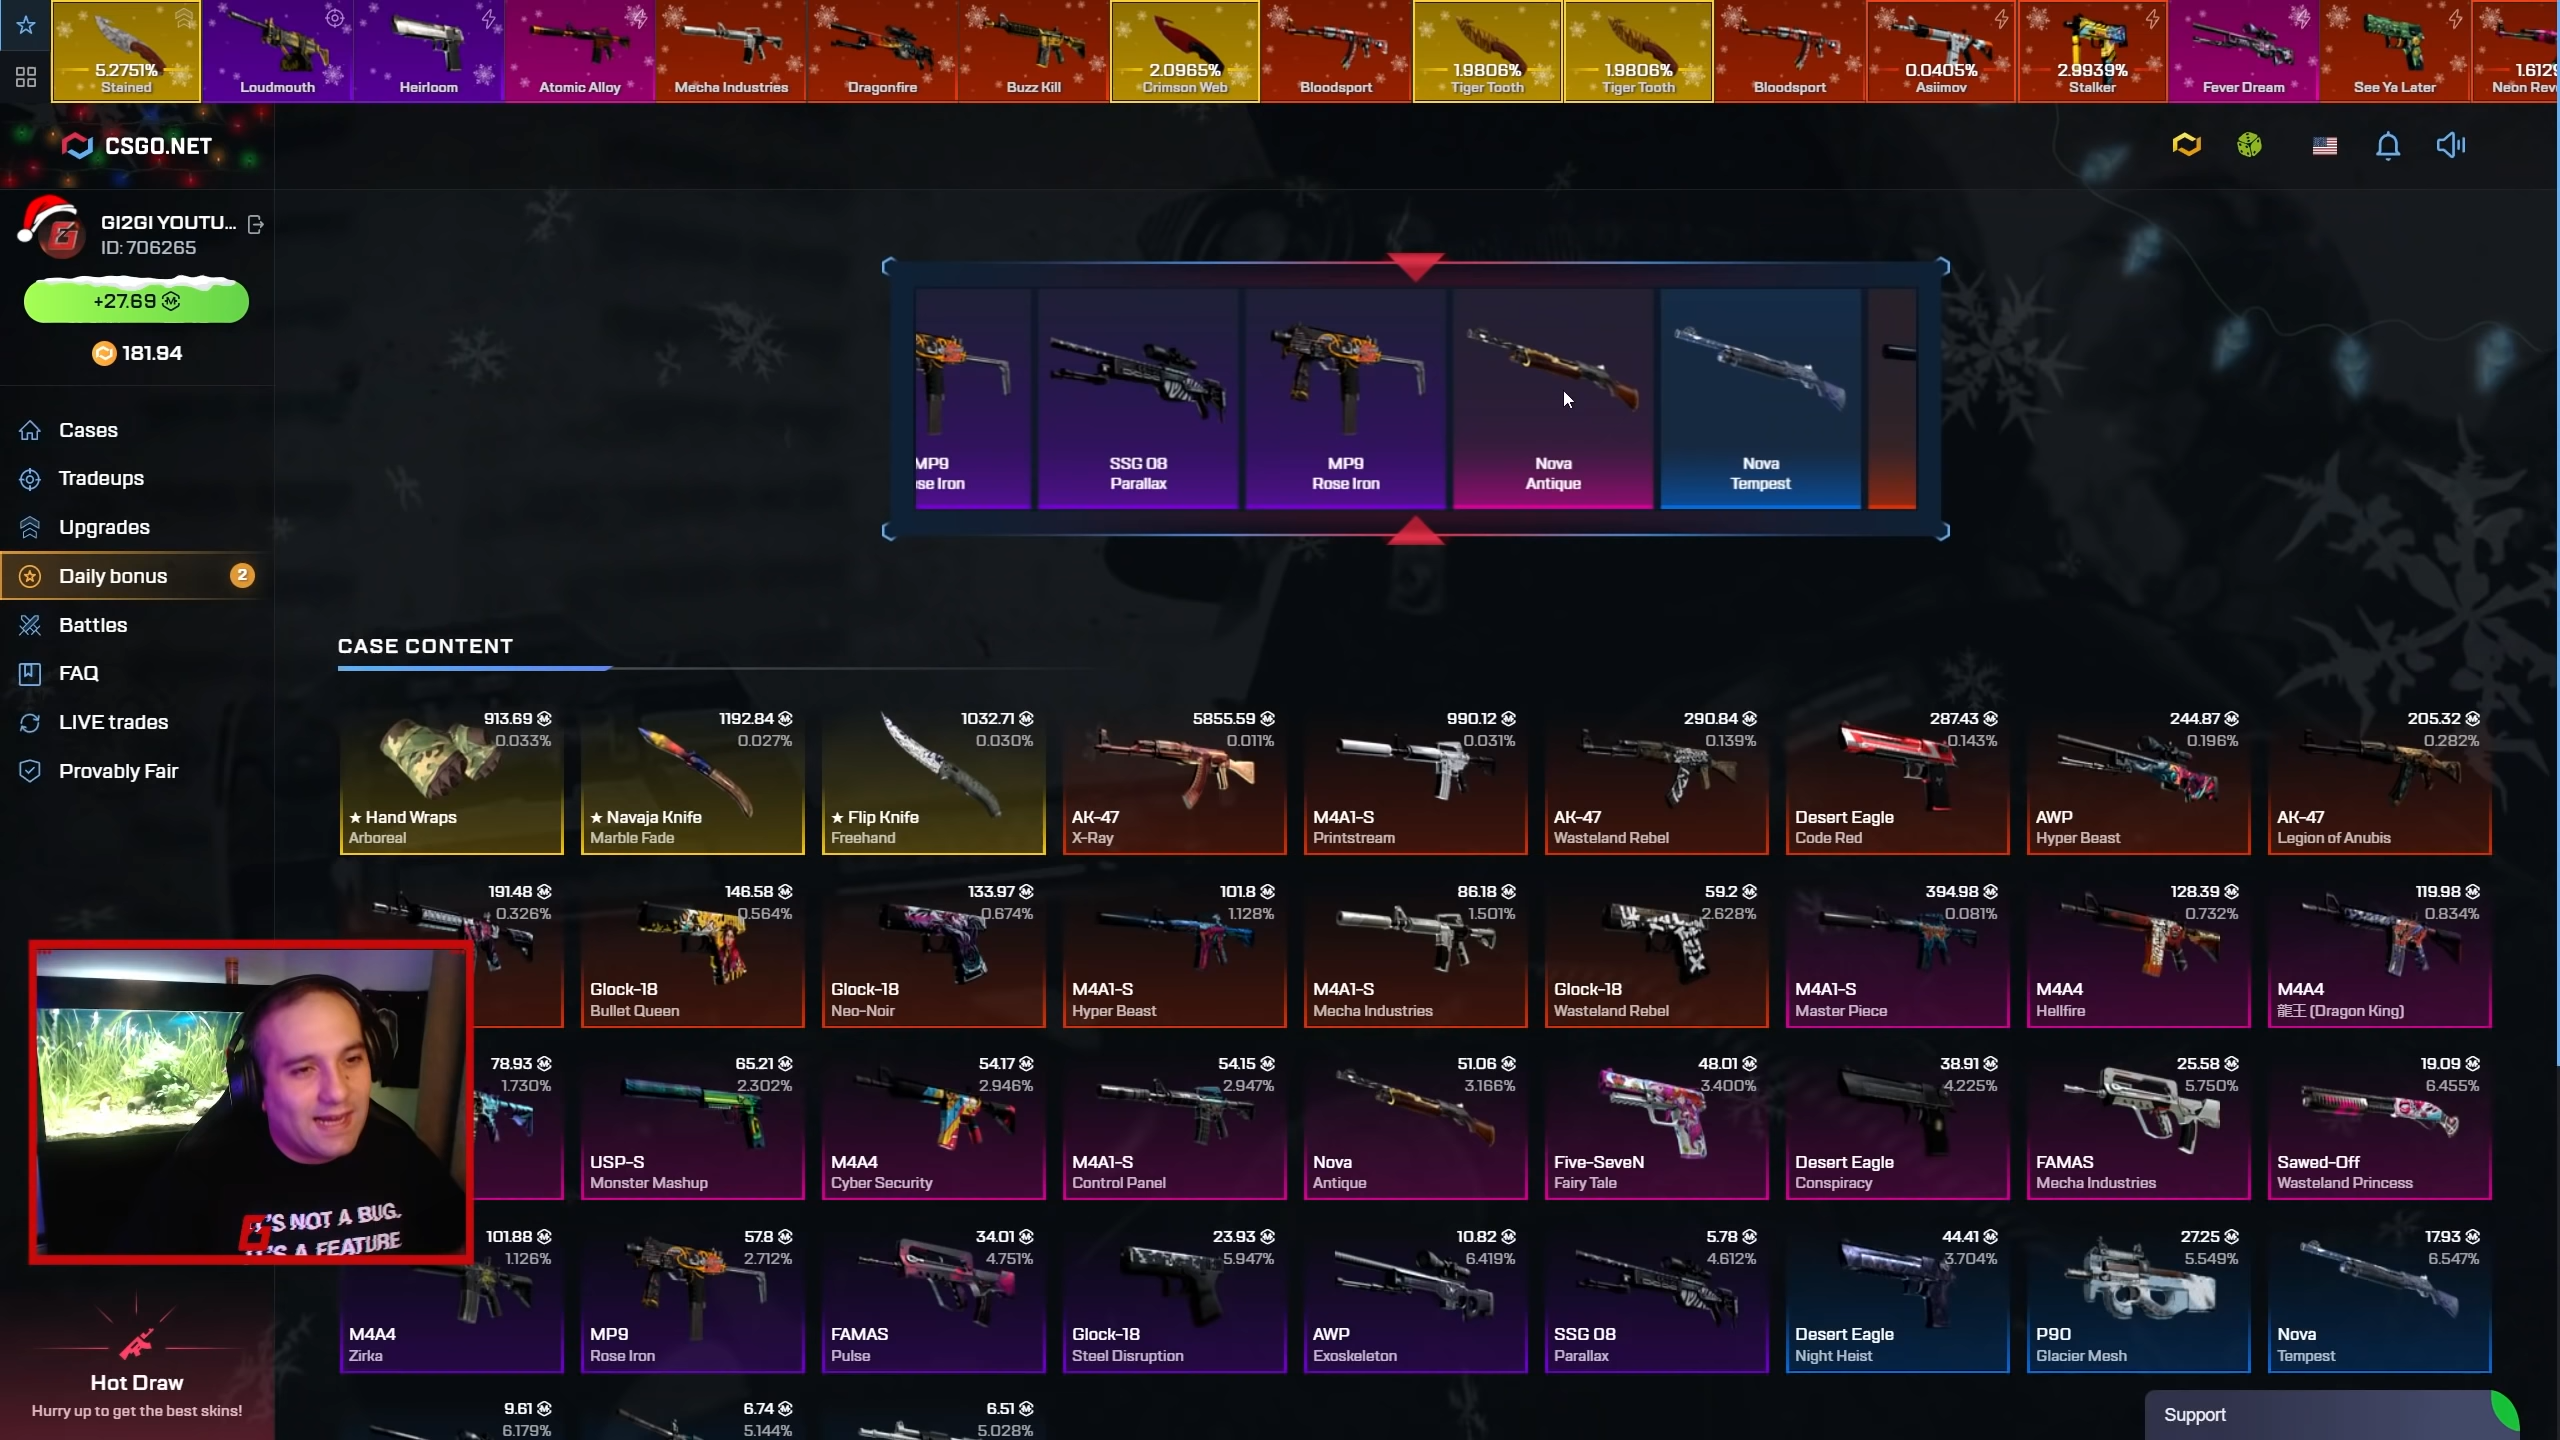 5.2751%
Stained
Loudmouth
Heirloom
Atomic Alloy
Mecha Industries
Dragonfire
Buzz Kill
2.0965%
Crimson Web
Bloodsport
1.9806%
Tiger Tooth
1.9806%
Tiger Tooth
Bloodsport
0.0405%
Asiimov
2.9939%
Stalker
Fever Dream
See Ya Later
CSGO.NET
GI2GI YOUTU...
ID: 706265
+27.69
181.94
Cases
Tradeups
Upgrades
Daily bonus 2
Battles
FAQ
LIVE trades
Provably Fair
MP9
SSG 08
Parallax
MP9
Rose Iron
Nova
Antique
Nova
Tempest
CASE CONTENT
913.69
0.033%
★ Hand Wraps
Arboreal
1192.84
0.027%
★ Navaja Knife
Marble Fade
1032.71
0.030%
★ Flip Knife
Freehand
5855.59
0.011%
AK-47
X-Ray
990.12
0.031%
M4A1-S
Printstream
290.84
0.139%
AK-47
Wasteland Rebel
287.43
0.143%
Desert Eagle
Code Red
244.87
0.196%
AWP
Hyper Beast
205.32
0.282%
AK-47
Legion of Anubis
191.48
0.326%
146.58
0.564%
Glock-18
Bullet Queen
133.97
0.674%
Glock-18
Neo-Noir
101.8
1.128%
M4A1-S
Hyper Beast
86.18
1.501%
M4A1-S
Mecha Industries
59.2
2.628%
Glock-18
Wasteland Rebel
394.98
0.081%
M4A1-S
Master Piece
128.39
0.732%
M4A4
Hellfire
119.98
0.834%
M4A4
龍王 (Dragon King)
78.93
1.730%
65.21
2.302%
USP-S
Monster Mashup
54.17
2.946%
M4A4
Cyber Security
54.15
2.947%
M4A1-S
Control Panel
51.06
3.166%
Nova
Antique
48.01
3.400%
Five-SeveN
Fairy Tale
38.91
4.225%
Desert Eagle
Conspiracy
25.58
5.750%
FAMAS
Mecha Industries
19.09
6.455%
Sawed-Off
Wasteland Princess
101.88
1.126%
M4A4
Zirka
57.8
2.712%
MP9
Rose Iron
34.01
4.751%
FAMAS
Pulse
23.93
5.947%
Glock-18
Steel Disruption
10.82
6.419%
AWP
Exoskeleton
5.78
4.612%
SSG 08
Parallax
44.41
3.704%
Desert Eagle
Night Heist
27.25
5.549%
P90
Glacier Mesh
17.93
6.547%
Nova
Tempest
9.61
6.179%
6.74
5.144%
6.51
5.028%
NOT A BUG.
A FEATURE
Hot Draw
Hurry up to get the best skins!
Support